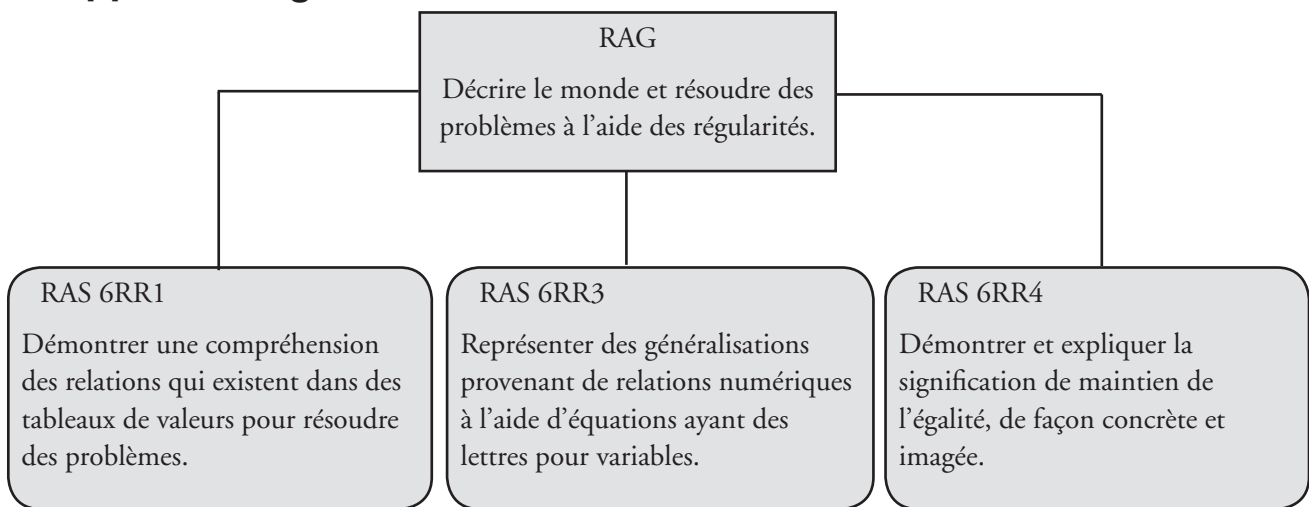 RAG
Décrire le monde et résoudre des
problèmes à l'aide des régularités.
RAS 6RR1
Démontrer une compréhension
des relations qui existent dans des
tableaux de valeurs pour résoudre
des problèmes.
RAS 6RR3
Représenter des généralisations
provenant de relations numériques
à l'aide d'équations ayant des
lettres pour variables.
RAS 6RR4
Démontrer et expliquer la
signification de maintien de
l'égalité, de façon concrète et
imagée.